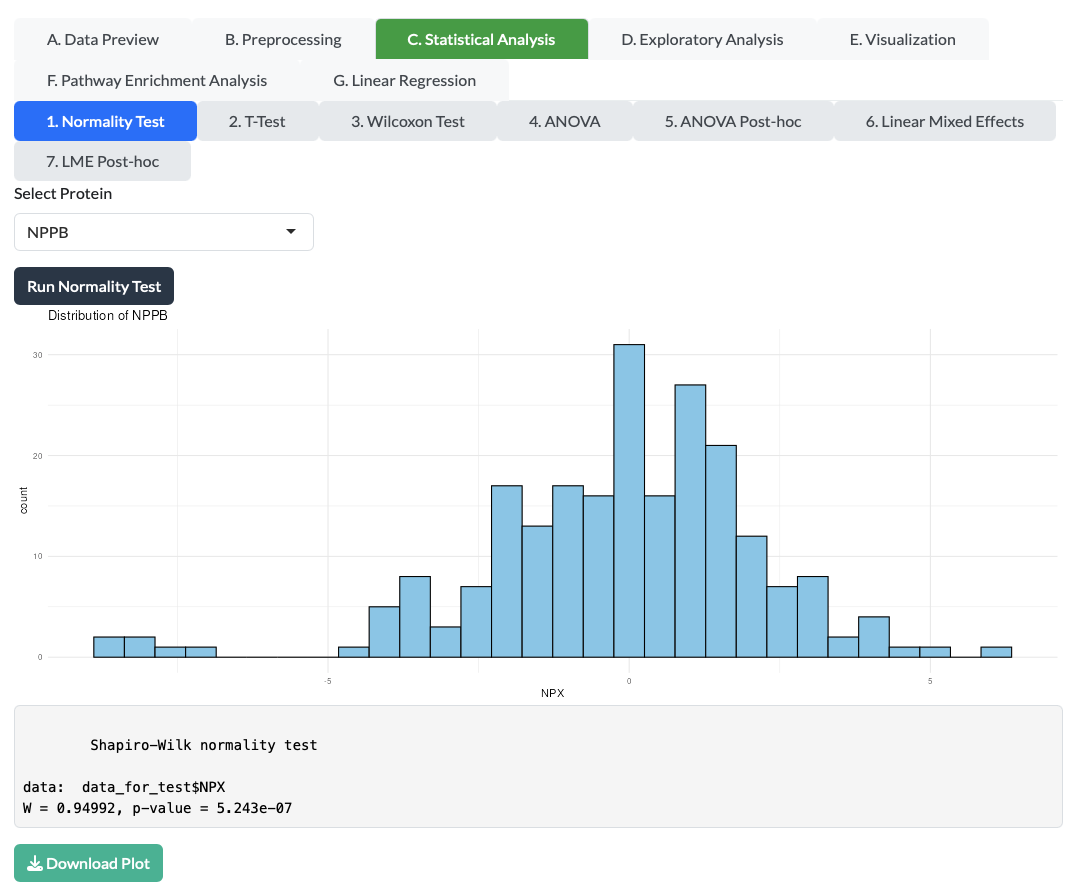 A. Data Preview B. Preprocessing C. Statistical Analysis D. Exploratory Analysis E. Visualization
F. Pathway Enrichment Analysis G. Linear Regression
1. Normality Test 2. T-Test 3. Wilcoxon Test 4. ANOVA 5. ANOVA Post-hoc 6. Linear Mixed Effects
7. LME Post-hoc
Select Protein
NPPB
Run Normality Test
Distribution of NPPB
30
20
10
0
count
-5 0 5
NPX
Shapiro-Wilk normality test
data: data_for_test$NPX
W = 0.94992, p-value = 5.243e-07
Download Plot